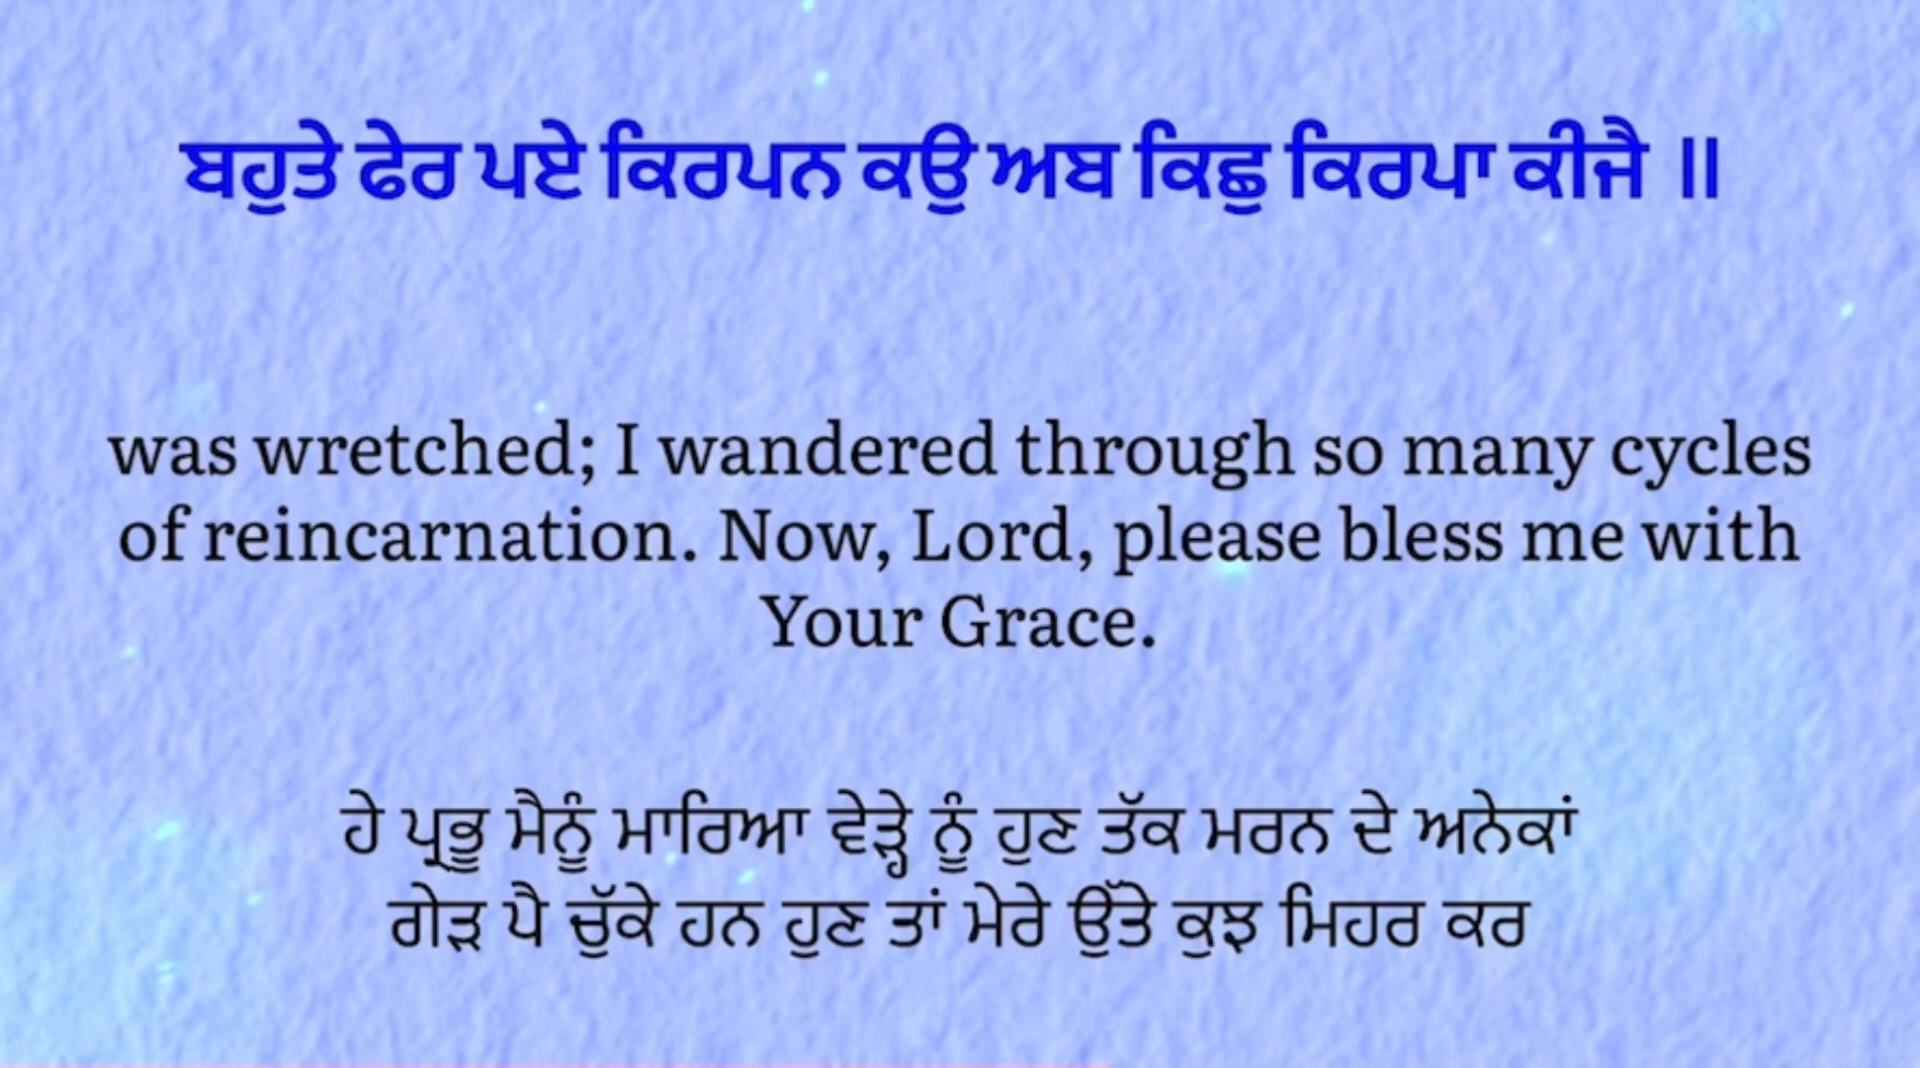 ਬਹੁਤੇ ਫੇਰ ਪਏ ਕਿਰਪਨ ਕਉ ਅਬ ਕਿਛੁ ਕਿਰਪਾ ਕੀਜੈ ॥
was wretched; I wandered through so many cycles
of reincarnation. Now, Lord, please bless me with
Your Grace.
ਹੇ ਪ੍ਰਭੂ ਮੈਨੂੰ ਮਾਰਿਆ ਵੇੜ੍ਹੇ ਨੂੰ ਹੁਣ ਤੱਕ ਮਰਨ ਦੇ ਅਨੇਕਾਂ
ਗੇੜ ਪੈ ਚੁੱਕੇ ਹਨ ਹੁਣ ਤਾਂ ਮੇਰੇ ਉੱਤੇ ਕੁਝ ਮਿਹਰ ਕਰ